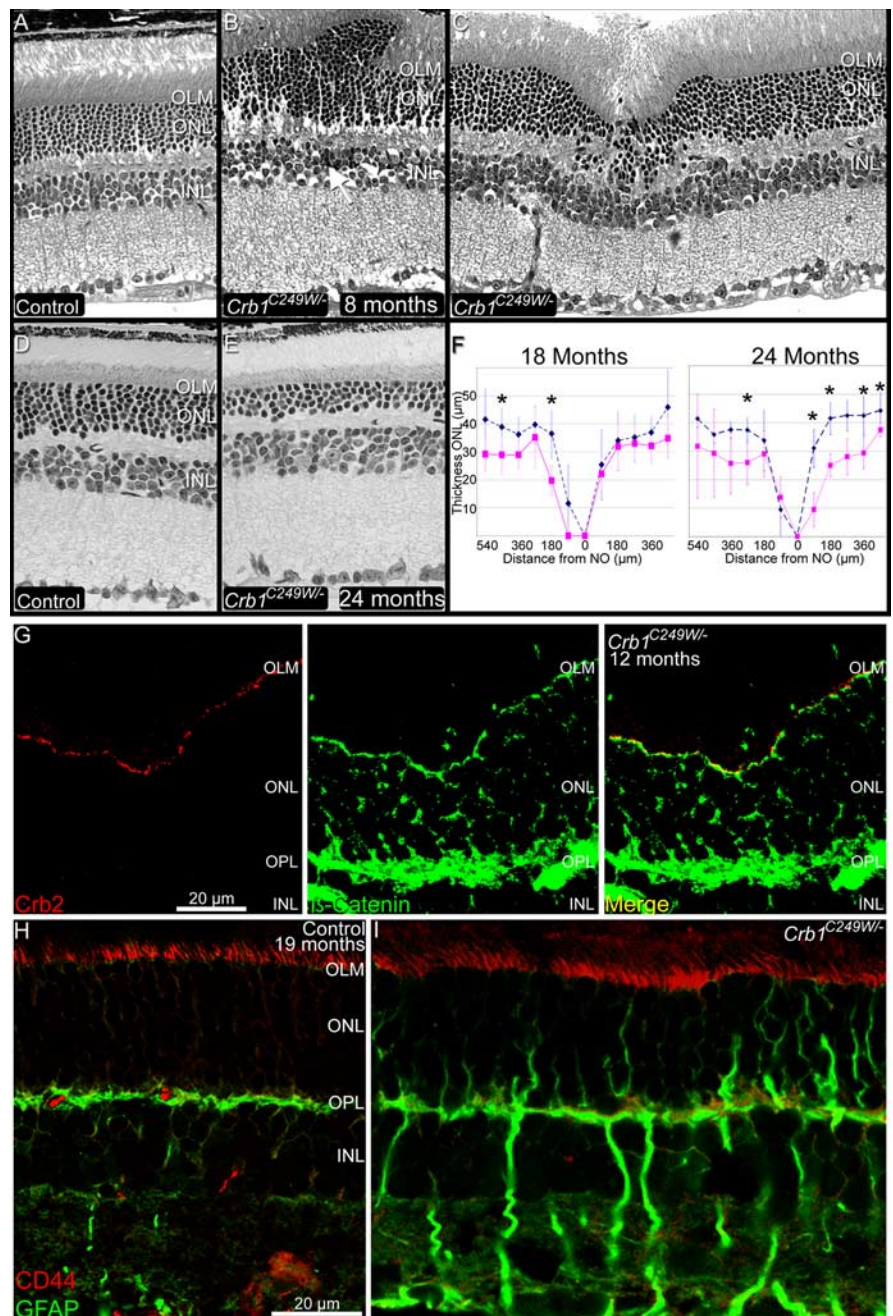 A
OLM
ONL
INL
Control
B
OLM
ONL
INL
Crb1C249W/- 8 months
C
OLM
ONL
INL
Crb1C249W/-
D
OLM
ONL
INL
Control
E
OLM
ONL
INL
Crb1C249W/- 24 months
F
18 Months
24 Months
Thickness ONL (µm)
50
40
30
20
10
* *
* * * * *
540 360 180 0 180 360
540 360 180 0 180 360
Distance from NO (µm)
Distance from NO (µm)
G
OLM
ONL
OPL
INL
Crb2
20 µm
OLM
ONL
OPL
INL
ß-Catenin
Crb1C249W/-
12 months
OLM
ONL
OPL
INL
Merge
H
Control
19 months
OLM
ONL
OPL
INL
CD44
GFAP
20 µm
I
Crb1C249W/-